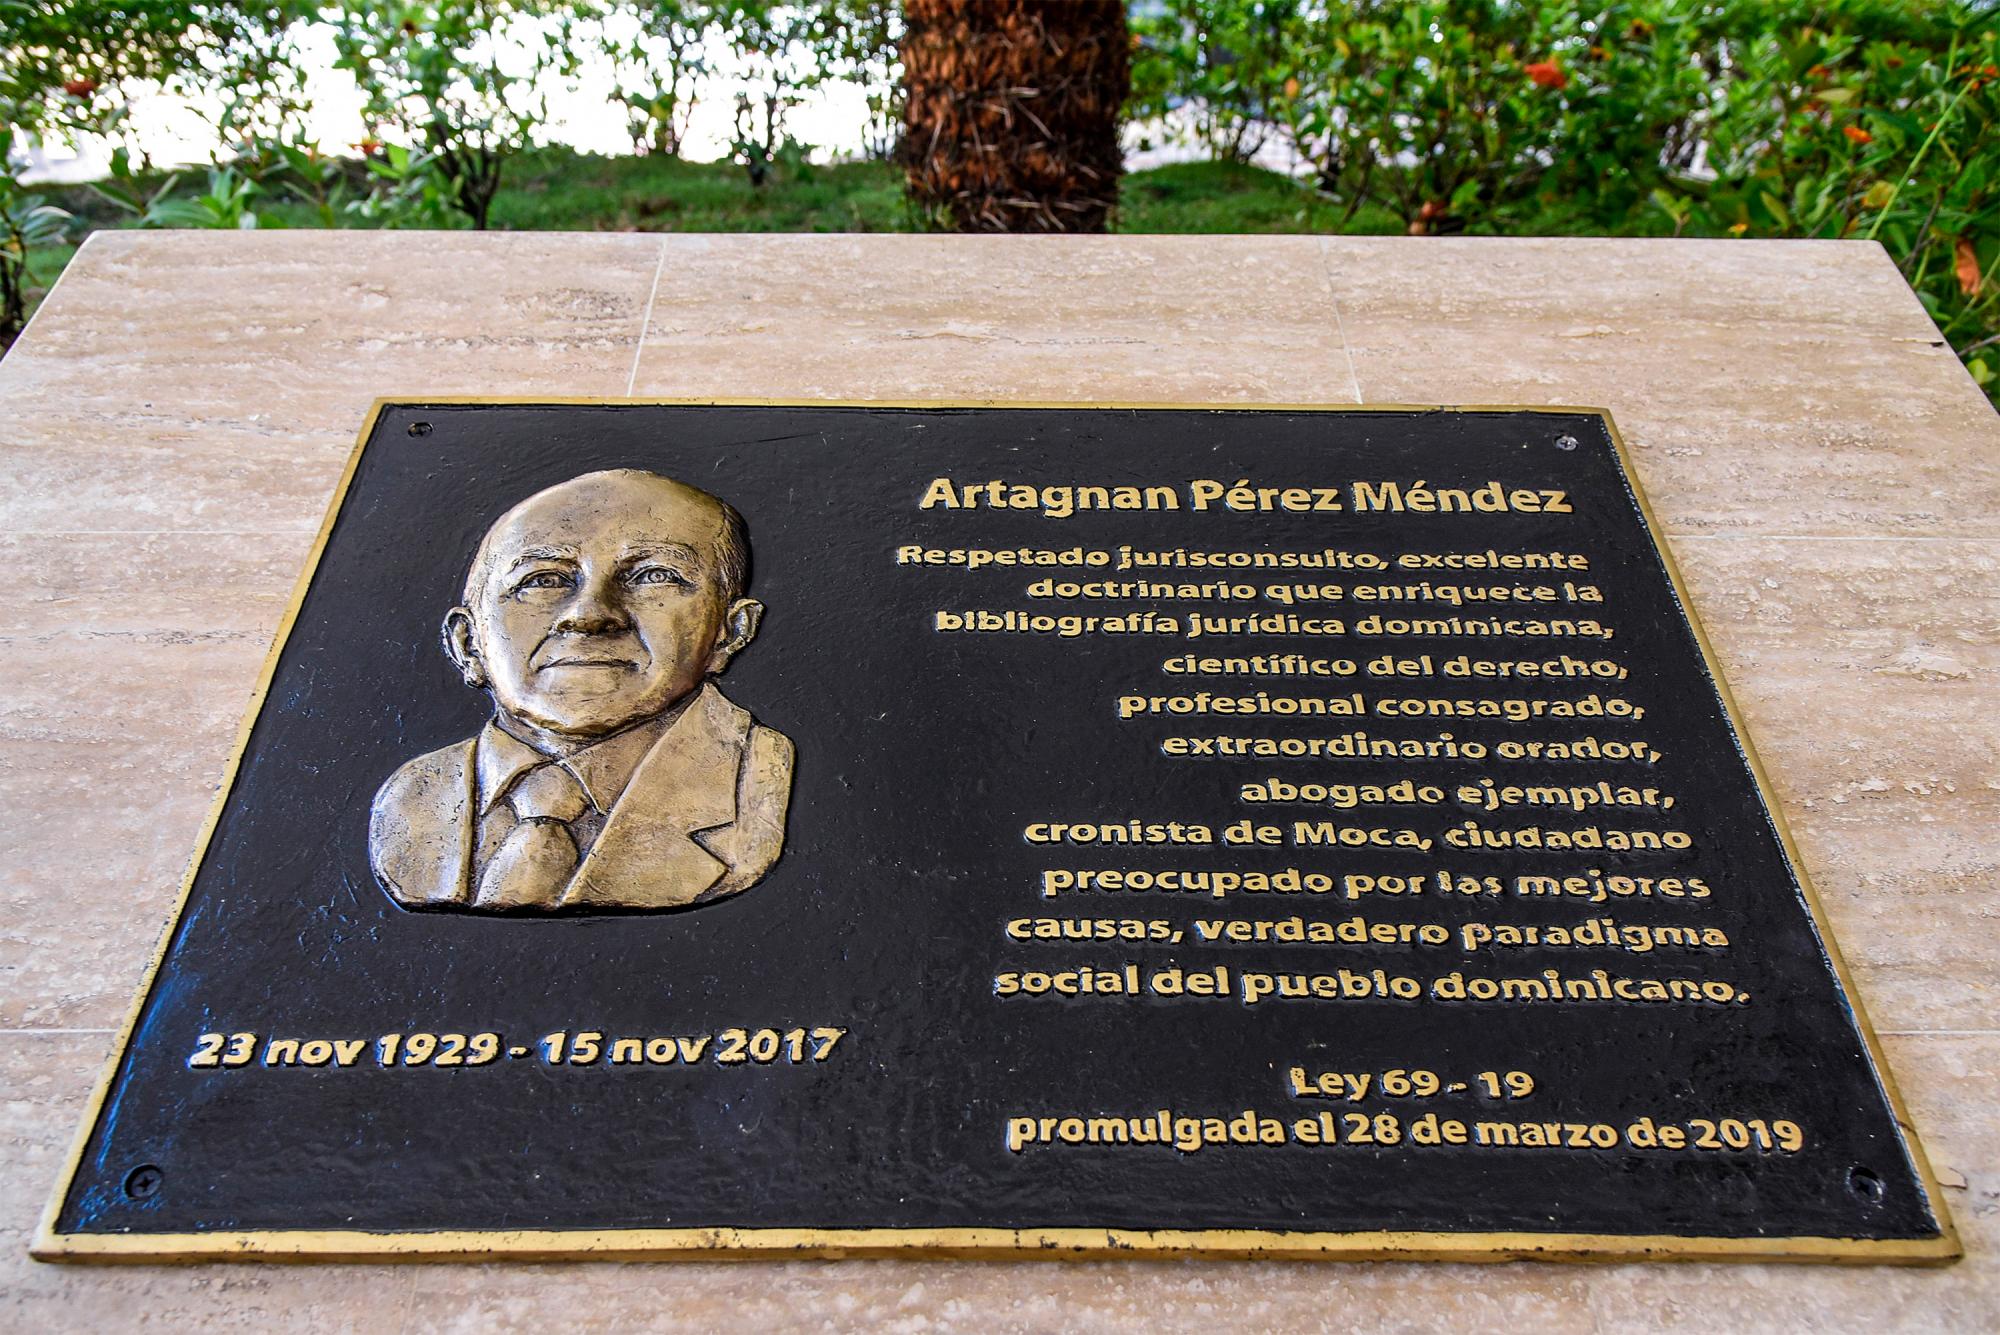 Artagnan Pérez Méndez
Respetado jurisconsulto, excelente
doctrinario que enriquece la
bibliografía jurídica dominicana,
científico del derecho,
profesional consagrado,
extraordinario orador,
abogado ejemplar,
cronista de Moca, ciudadano
preocupado por las mejores
causas, verdadero paradigma
social del pueblo dominicano.
23 nov 1929 - 15 nov 2017
Ley 69 - 19
promulgada el 28 de marzo de 2019